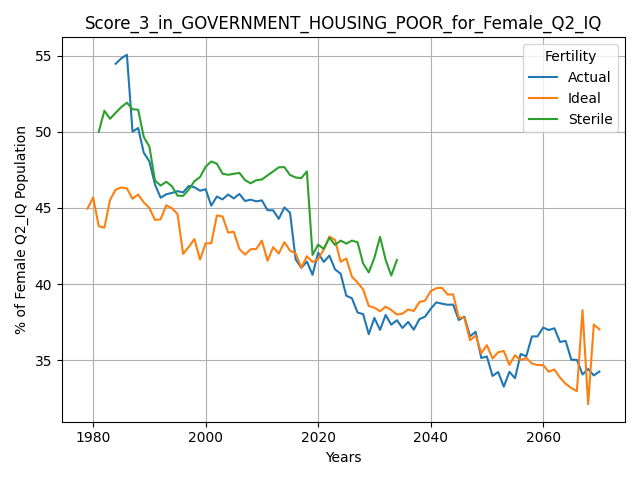 Score_3_in_GOVERNMENT_HOUSING_POOR_for_Female_Q2_IQ
Fertility
Actual
Ideal
Sterile
% of Female Q2_IQ Population
55
50
45
40
35
1980
2000
2020
2040
2060
Years